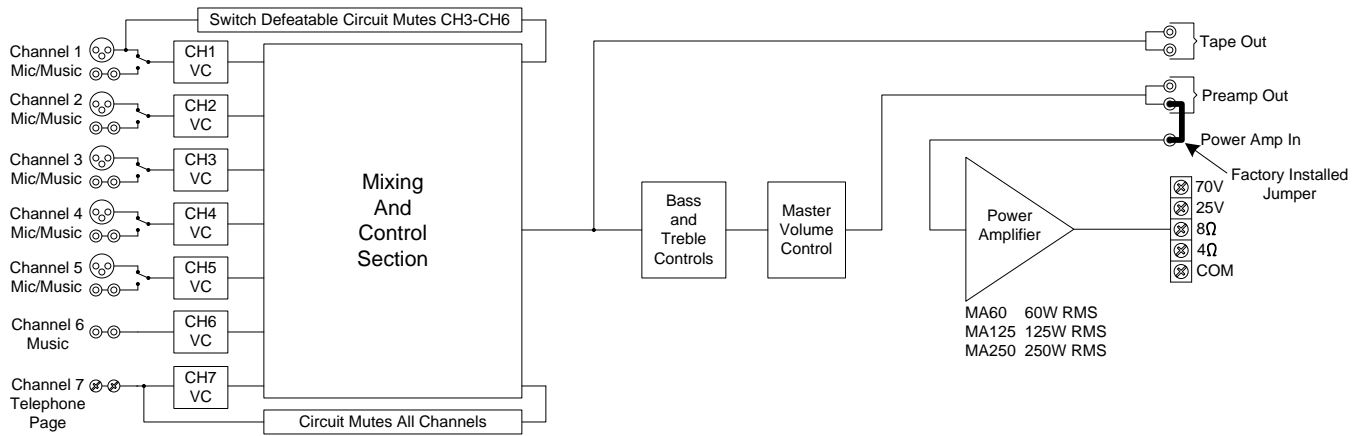 Switch Defeatable Circuit Mutes CH3-CH6
Channel 1
Mic/Music
CH1
VC
Channel 2
Mic/Music
CH2
VC
Channel 3
Mic/Music
CH3
VC
Channel 4
Mic/Music
CH4
VC
Channel 5
Mic/Music
CH5
VC
Channel 6
Music
CH6
VC
Channel 7
Telephone
Page
CH7
VC
Circuit Mutes All Channels
Mixing
And
Control
Section
Bass
and
Treble
Controls
Master
Volume
Control
Tape Out
Preamp Out
Power Amp In
Factory Installed
Jumper
Power
Amplifier
MA60 60W RMS
MA125 125W RMS
MA250 250W RMS
70V
25V
8Ω
4Ω
COM